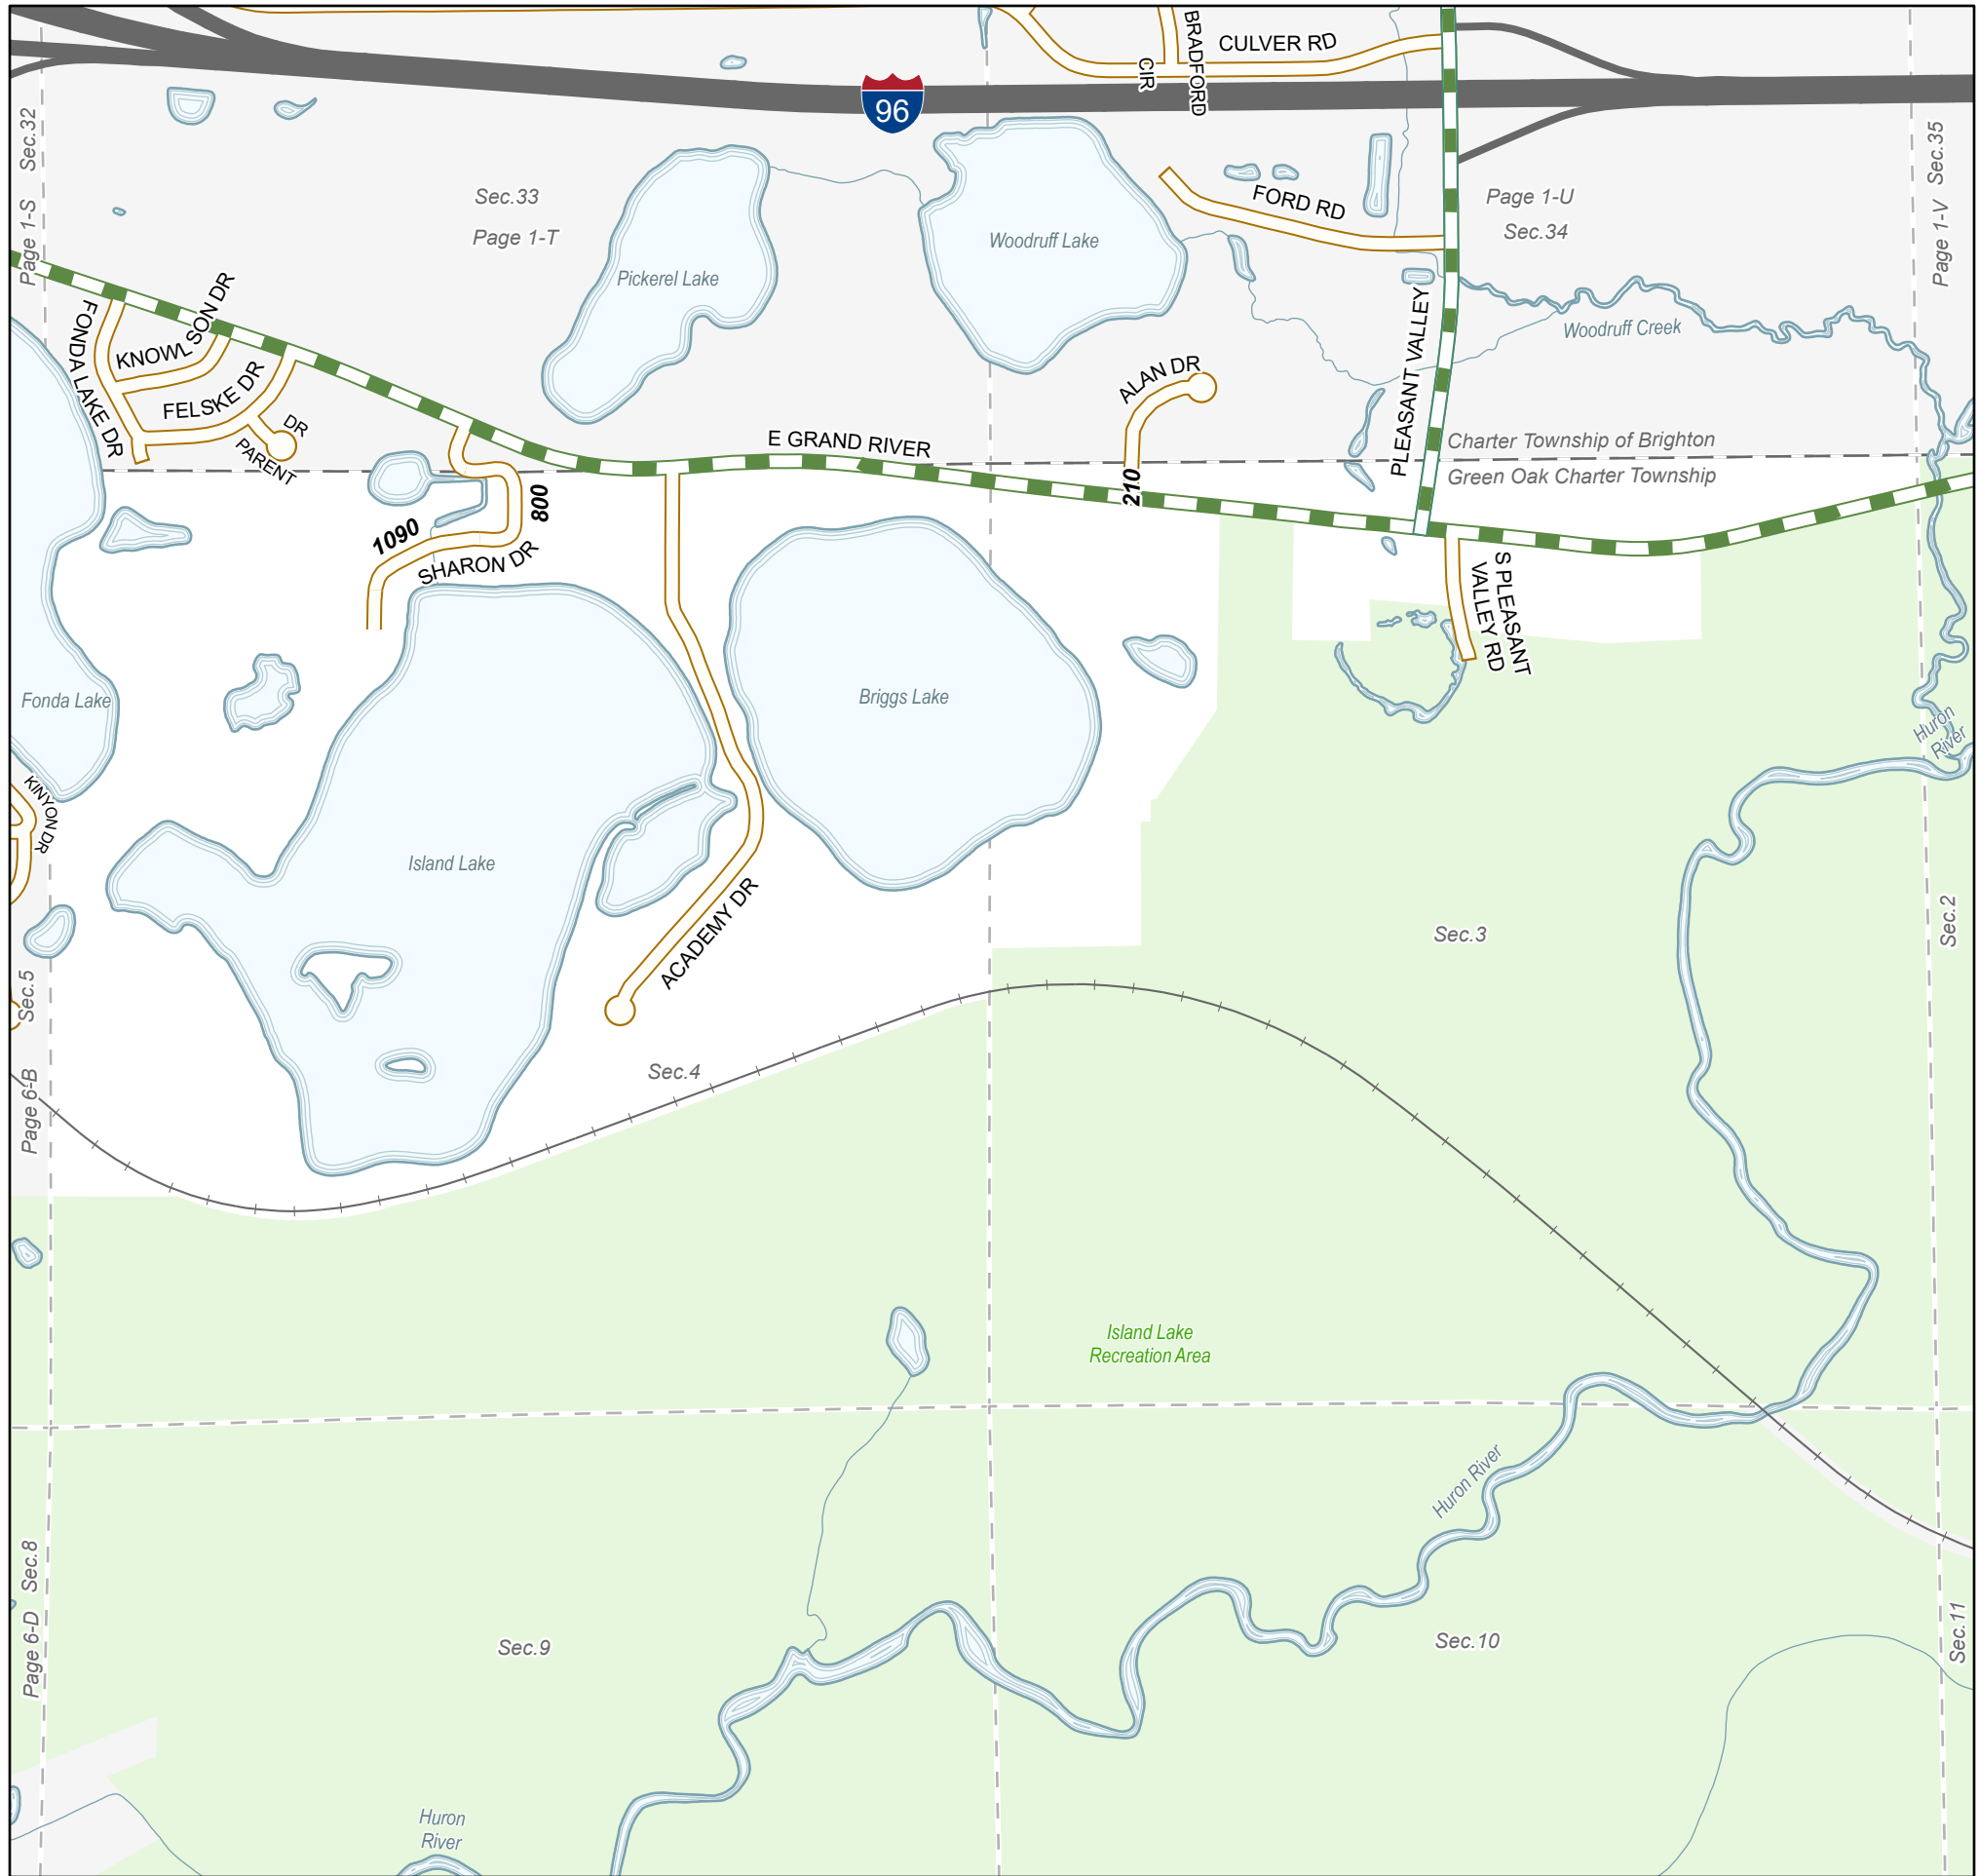 BRADFORD
CIR
CULVER RD
96
Sec.32
Page 1-S
Sec.33
Page 1-T
Pickerel Lake
Woodruff Lake
FORD RD
Page 1-U
Sec.34
Sec.35
Page 1-V
Woodruff Creek
FONDA LAKE DR
KNOWLSON DR
FELSKE DR
PARENT DR
E GRAND RIVER
ALAN DR
210
PLEASANT VALLEY
Charter Township of Brighton
Green Oak Charter Township
800
1090
SHARON DR
S PLEASANT
VALLEY RD
Fonda Lake
Briggs Lake
Huron
River
KINYON DR
Island Lake
ACADEMY DR
Sec.3
Sec.2
Sec.5
Page 6-B
Sec.4
Island Lake
Recreation Area
Huron River
Sec.8
Page 6-D
Sec.9
Sec.10
Sec.11
Huron
River